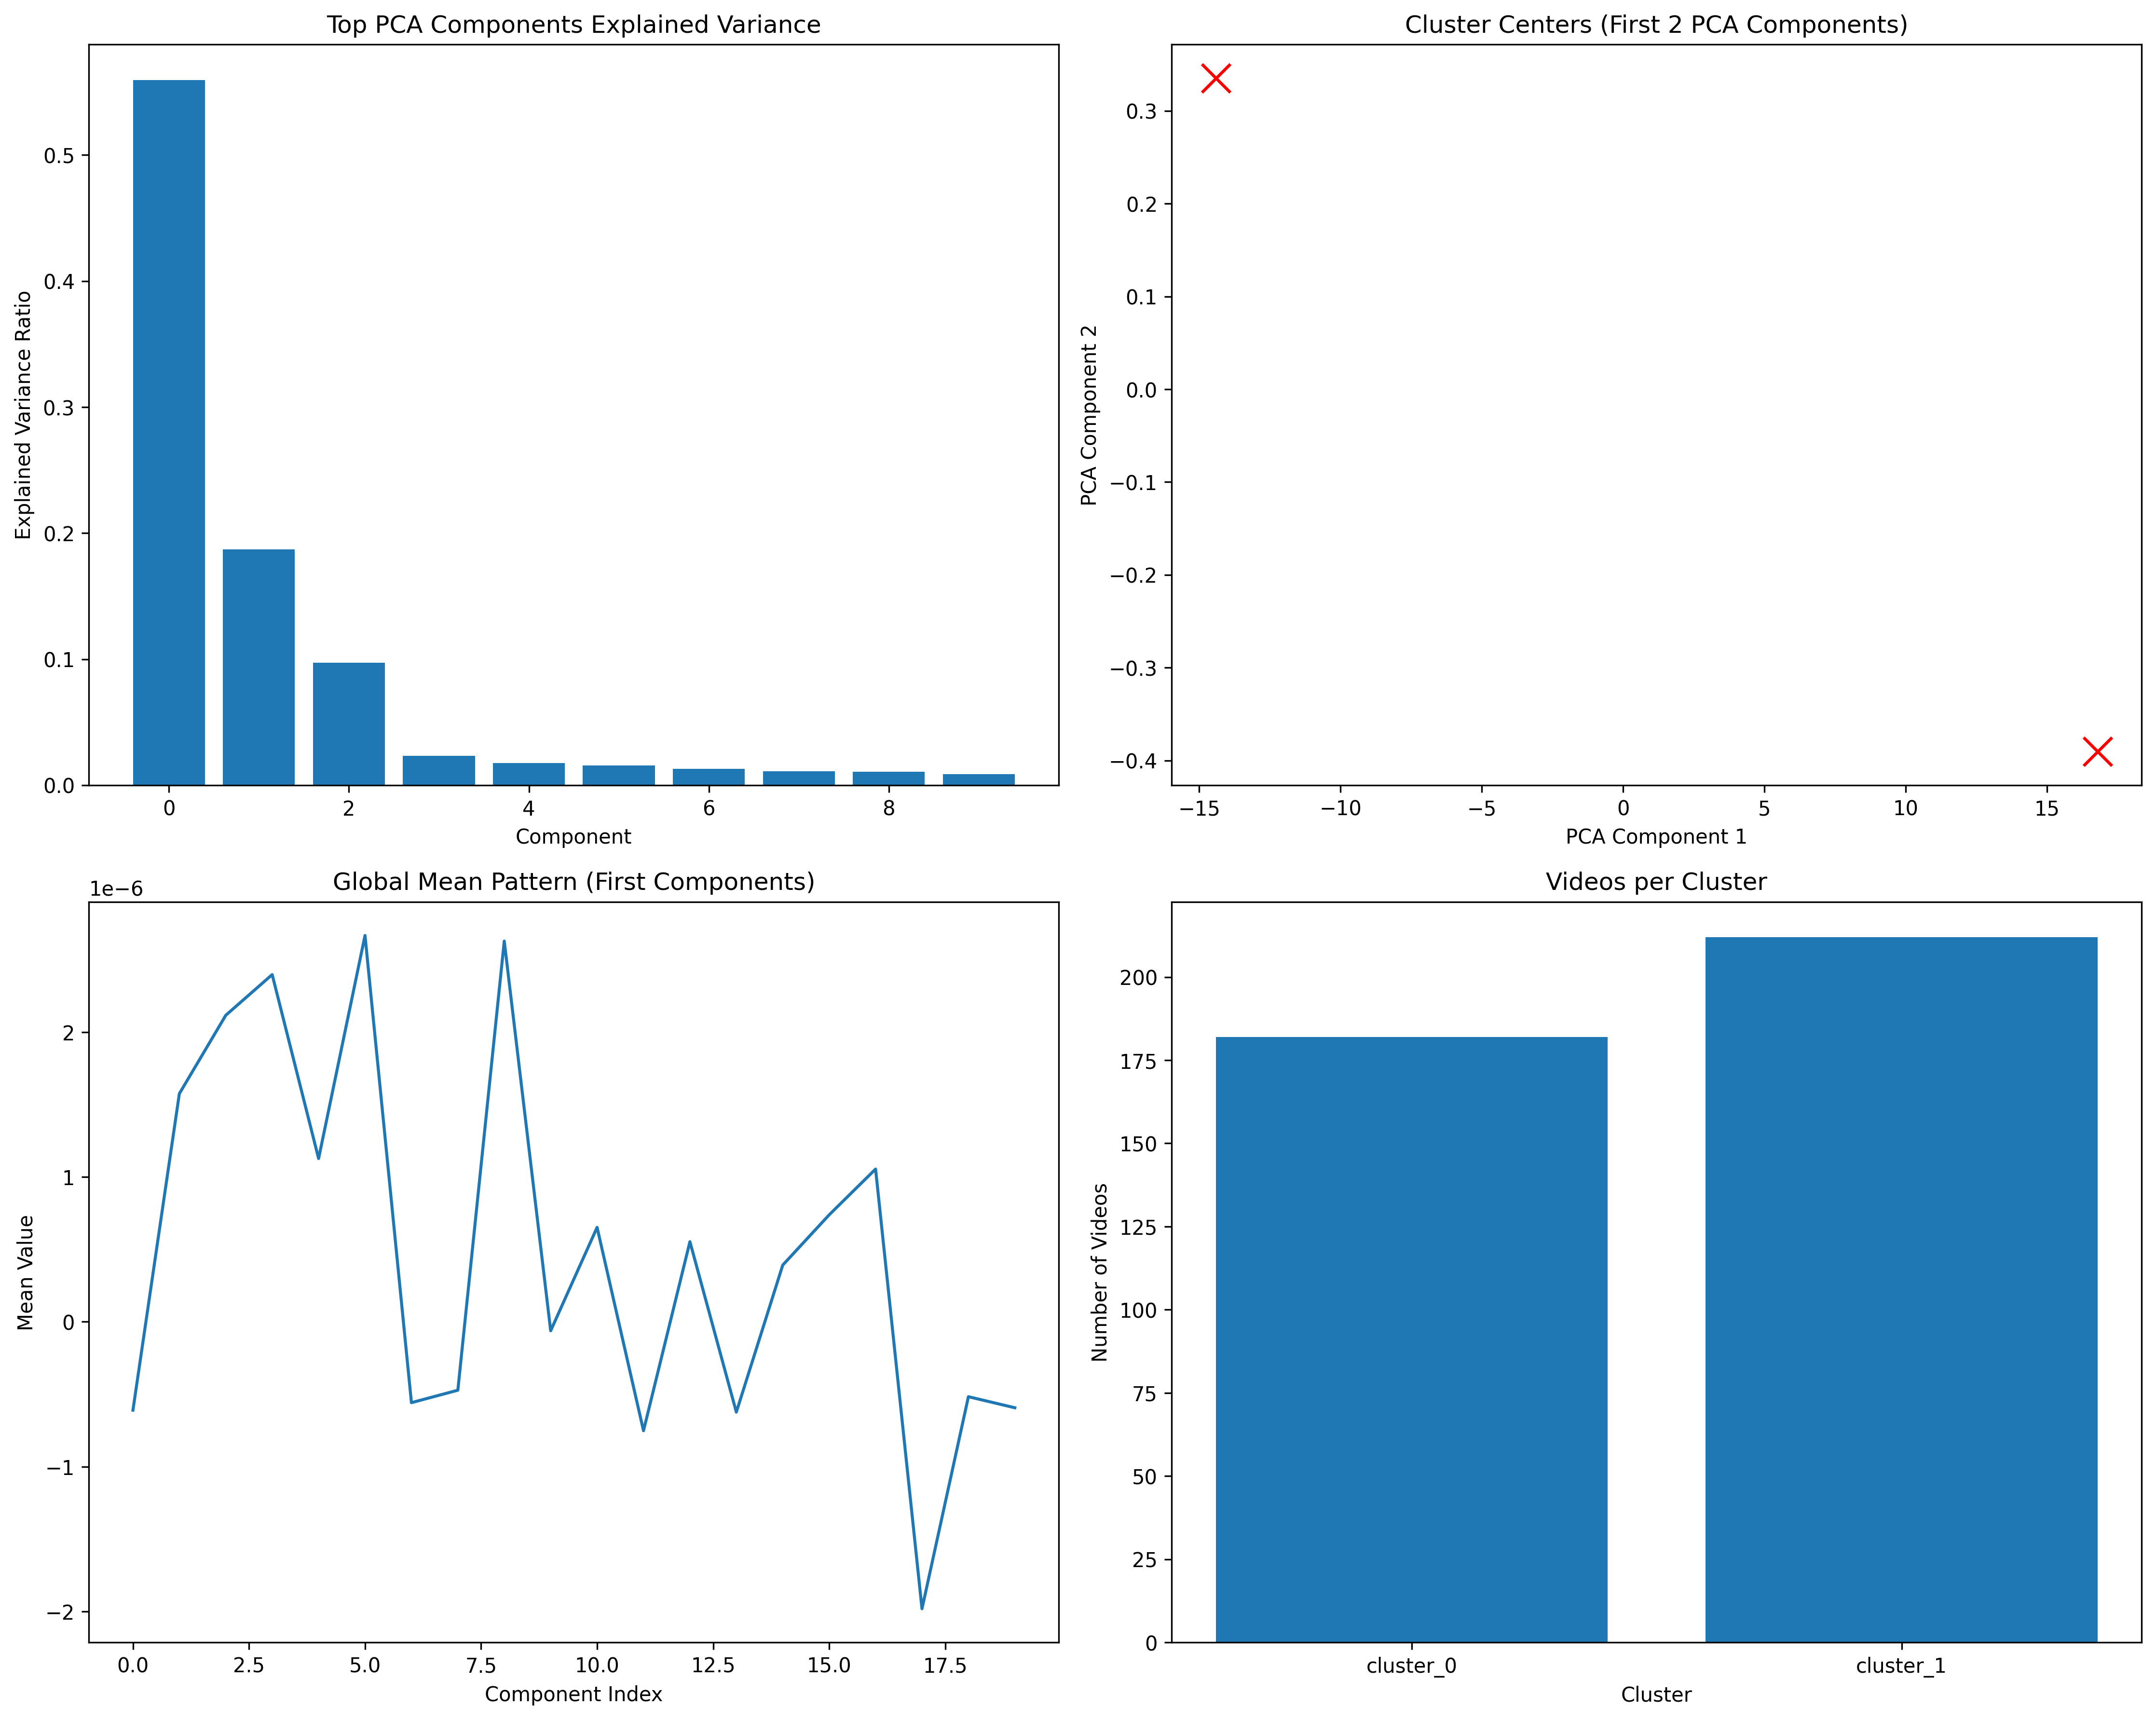 Top PCA Components Explained Variance
Explained Variance Ratio
0.5
0.4
0.3
0.2
0.1
0.0
0 2 4 6 8
Component
Cluster Centers (First 2 PCA Components)
PCA Component 2
0.3
0.2
0.1
0.0
−0.1
−0.2
−0.3
−0.4
−15 −10 −5 0 5 10 15
PCA Component 1
Global Mean Pattern (First Components)
1e−6
Mean Value
2
1
0
−1
−2
0.0 2.5 5.0 7.5 10.0 12.5 15.0 17.5
Component Index
Videos per Cluster
Number of Videos
200
175
150
125
100
75
50
25
0
cluster_0 cluster_1
Cluster